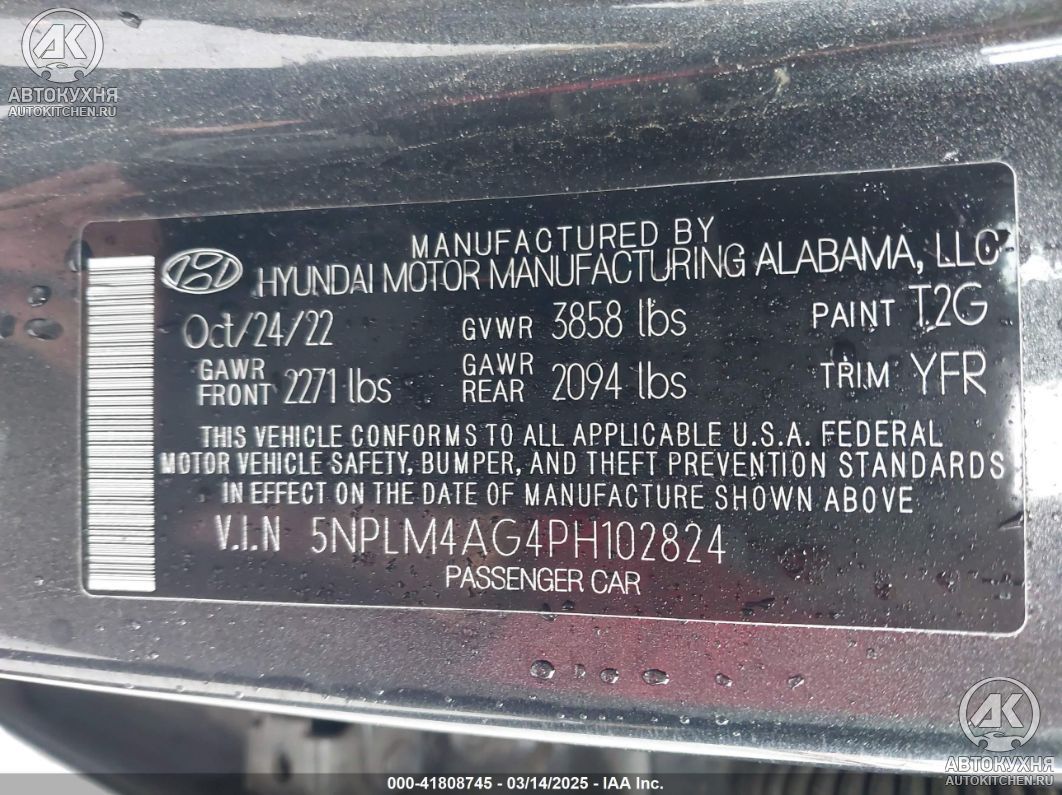 AK
АВТОКУХНЯ
AUTOKITCHEN.RU
MANUFACTURED BY
HYUNDAI MOTOR MANUFACTURING ALABAMA, LLC
Oct/24/22 GVWR 3858 lbs PAINT T2G
GAWR FRONT 2271 lbs GAWR REAR 2094 lbs TRIM YFR
THIS VEHICLE CONFORMS TO ALL APPLICABLE U.S.A. FEDERAL
MOTOR VEHICLE SAFETY, BUMPER, AND THEFT PREVENTION STANDARDS
IN EFFECT ON THE DATE OF MANUFACTURE SHOWN ABOVE
V.I.N 5NPLM4AG4PH102824
PASSENGER CAR
AK
АВТОКУХНЯ
AUTOKITCHEN.RU
000-41808745 - 03/14/2025 - IAA Inc.